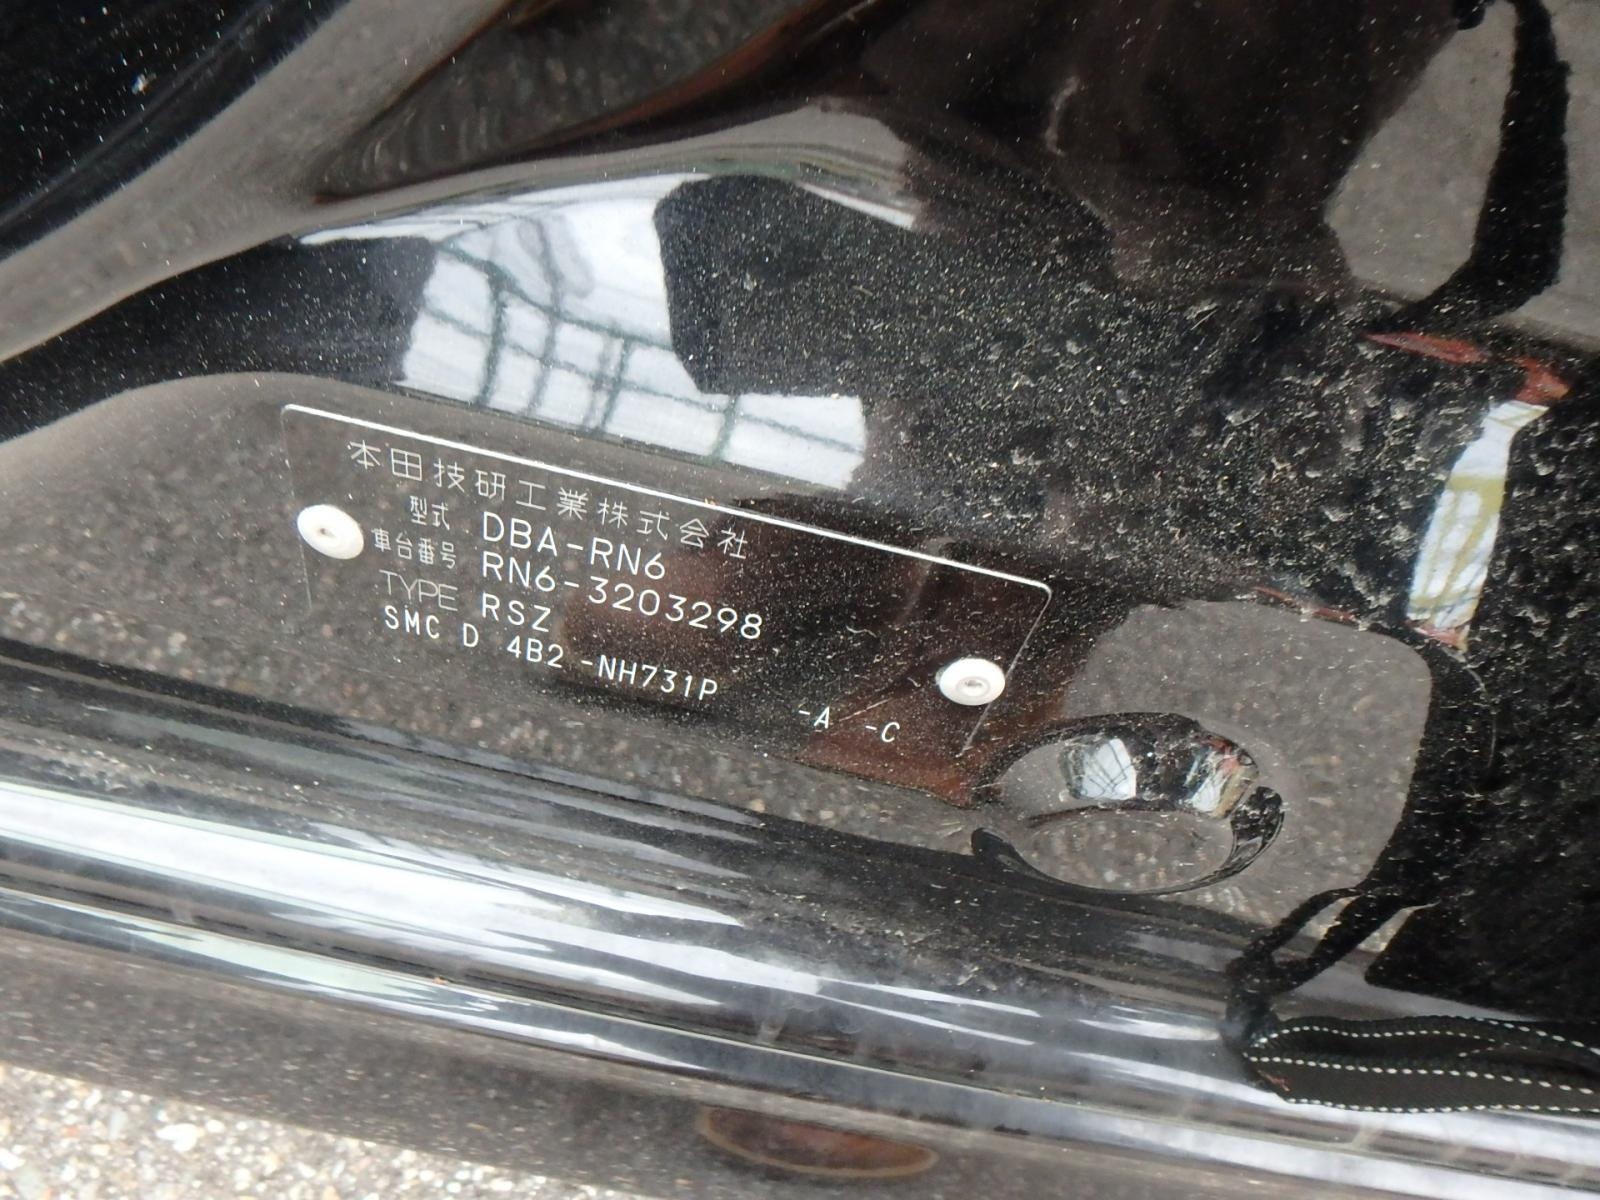 本田技研工業株式会社
型式 DBA-RN6
車台番号 RN6-3203298
TYPE RSZ
SMC D 4B2 -NH731P -A -C